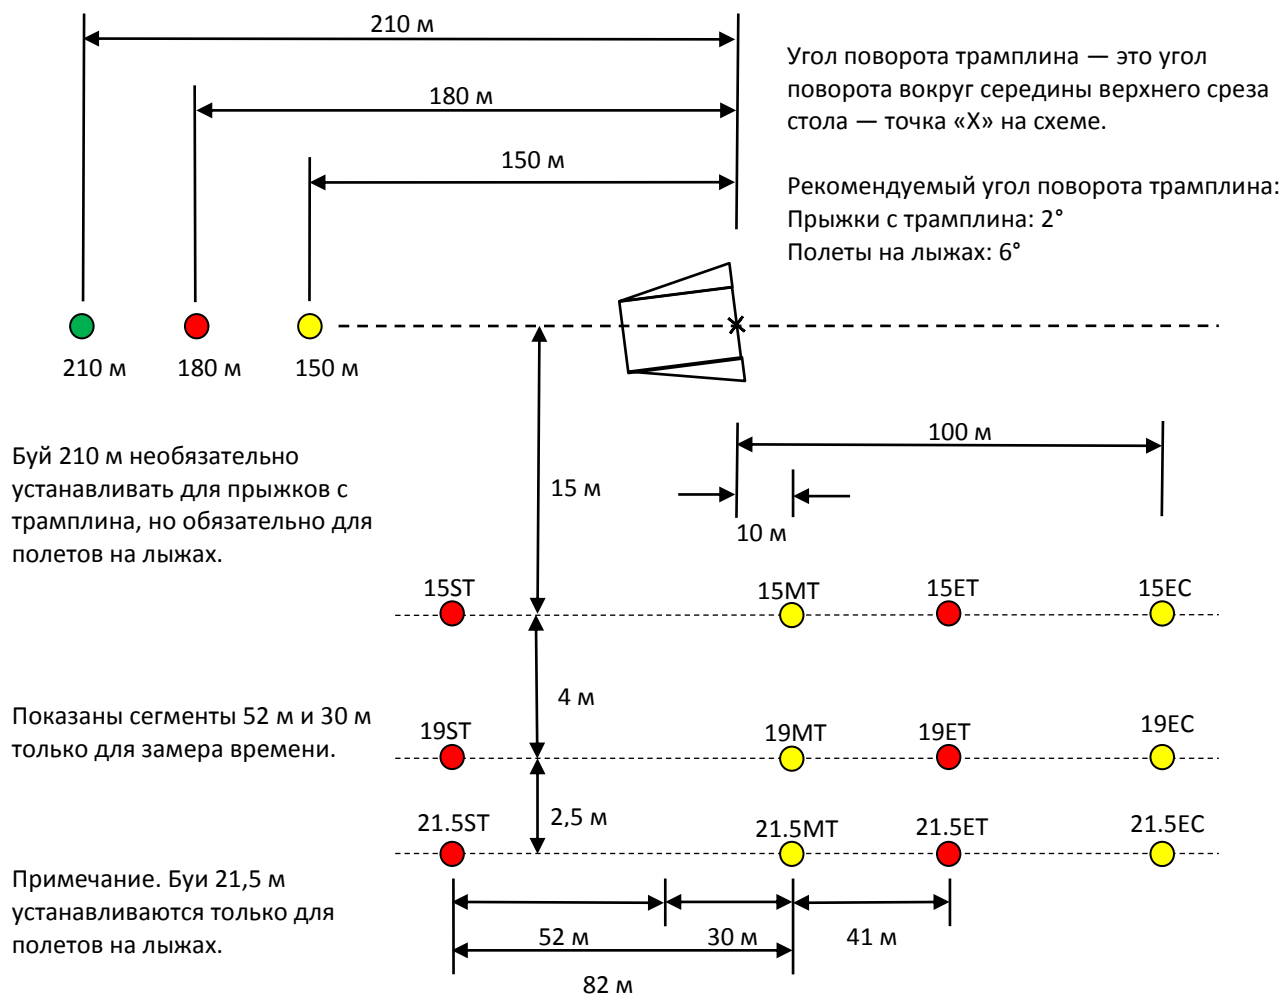 210 м
Угол поворота трамплина — это угол
поворота вокруг середины верхнего среза
стола — точка «X» на схеме.
180 м
150 м
Рекомендуемый угол поворота трамплина:
Прыжки с трамплина: 2°
Полеты на лыжах: 6°
210 м
180 м
150 м
100 м
Буй 210 м необязательно
устанавливать для прыжков с
трамплина, но обязательно для
полетов на лыжах.
15 м
10 м
15ST
15MT
15ET
15EC
4 м
Показаны сегменты 52 м и 30 м
только для замера времени.
19ST
19MT
19ET
19EC
2,5 м
21.5ST
21.5MT
21.5ET
21.5EC
Примечание. Буи 21,5 м
устанавливаются только для
полетов на лыжах.
52 м
30 м
41 м
82 м